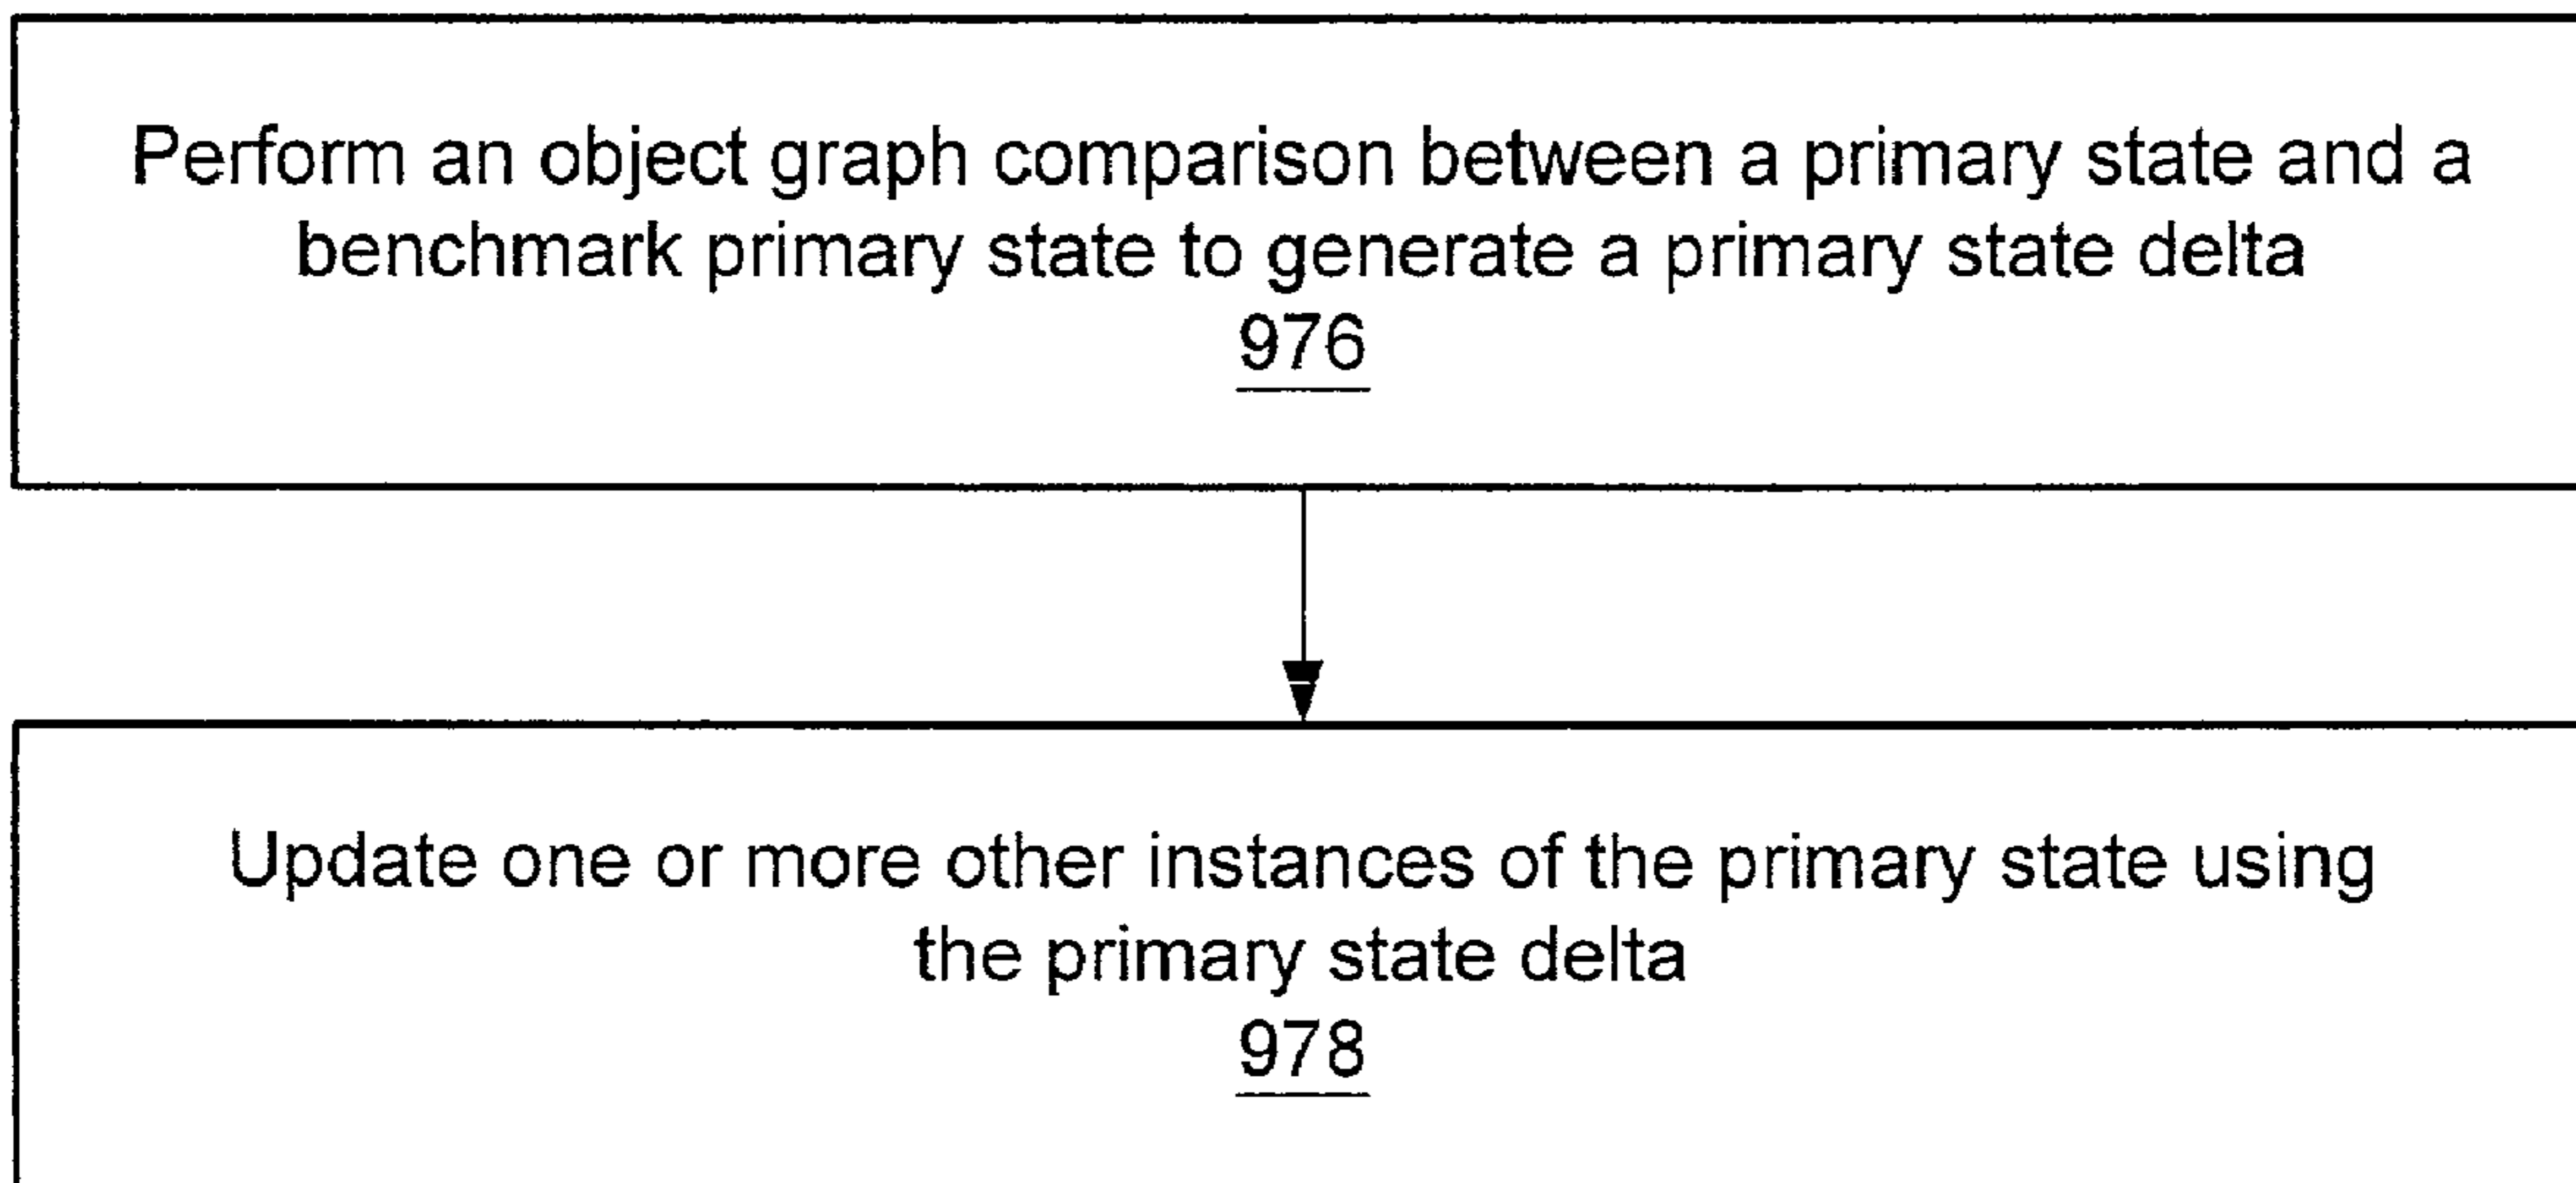 Perform an object graph comparison between a primary state and a
benchmark primary state to generate a primary state delta
976
Update one or more other instances of the primary state using
the primary state delta
978